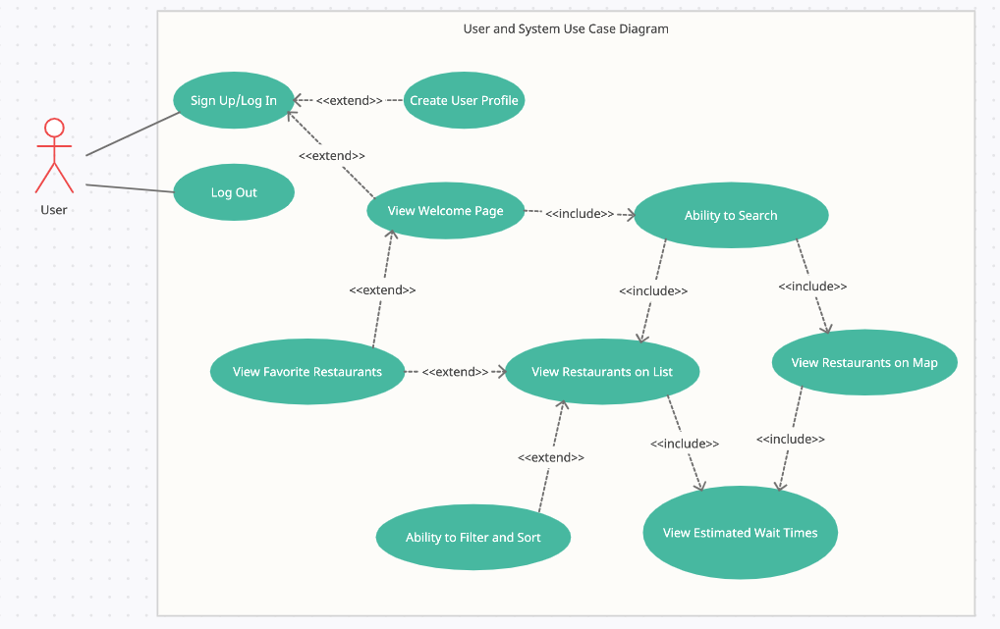 User and System Use Case Diagram
Sign Up/Log In
<<extend>>
Create User Profile
<<extend>>
User
Log Out
View Welcome Page
<<include>>
Ability to Search
<<extend>>
<<include>>
<<include>>
View Favorite Restaurants
<<extend>>
View Restaurants on List
View Restaurants on Map
<<extend>>
<<include>>
<<include>>
Ability to Filter and Sort
View Estimated Wait Times